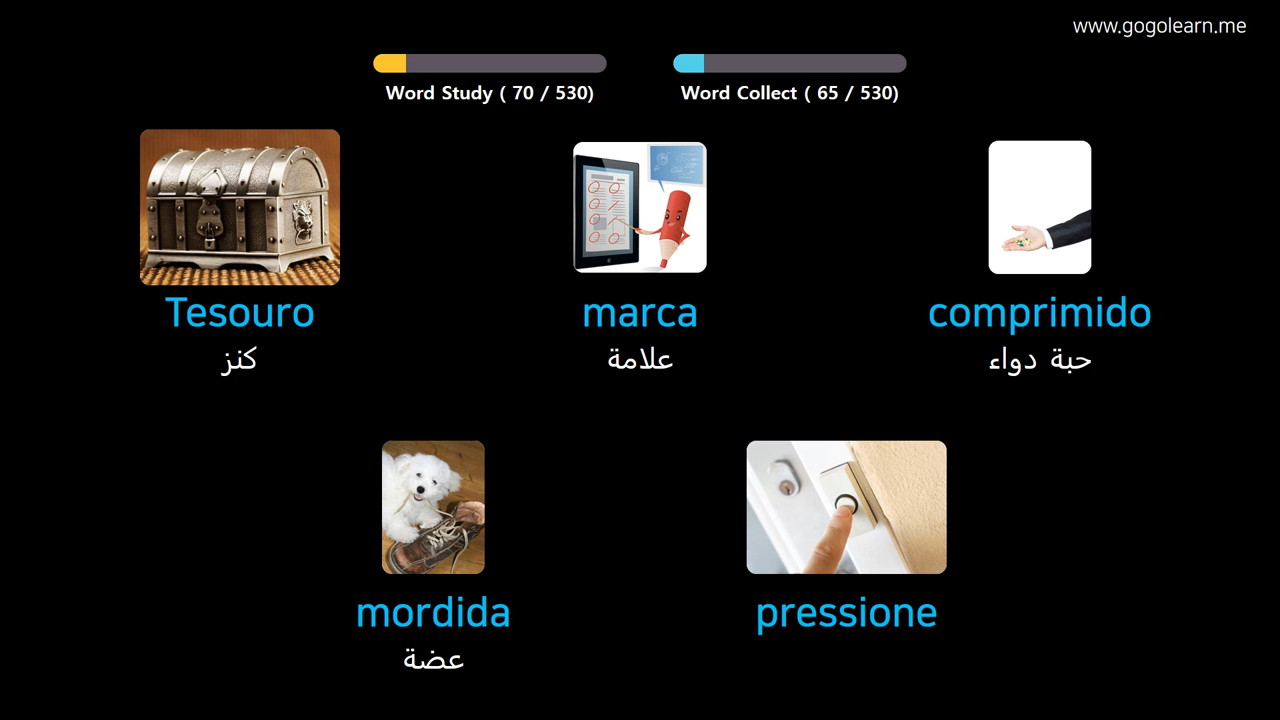 www.gogolearn.me
Word Study ( 70 / 530)
Word Collect ( 65 / 530)
Tesouro
كنز
marca
علامة
comprimido
حبة دواء
mordida
عضة
pressione